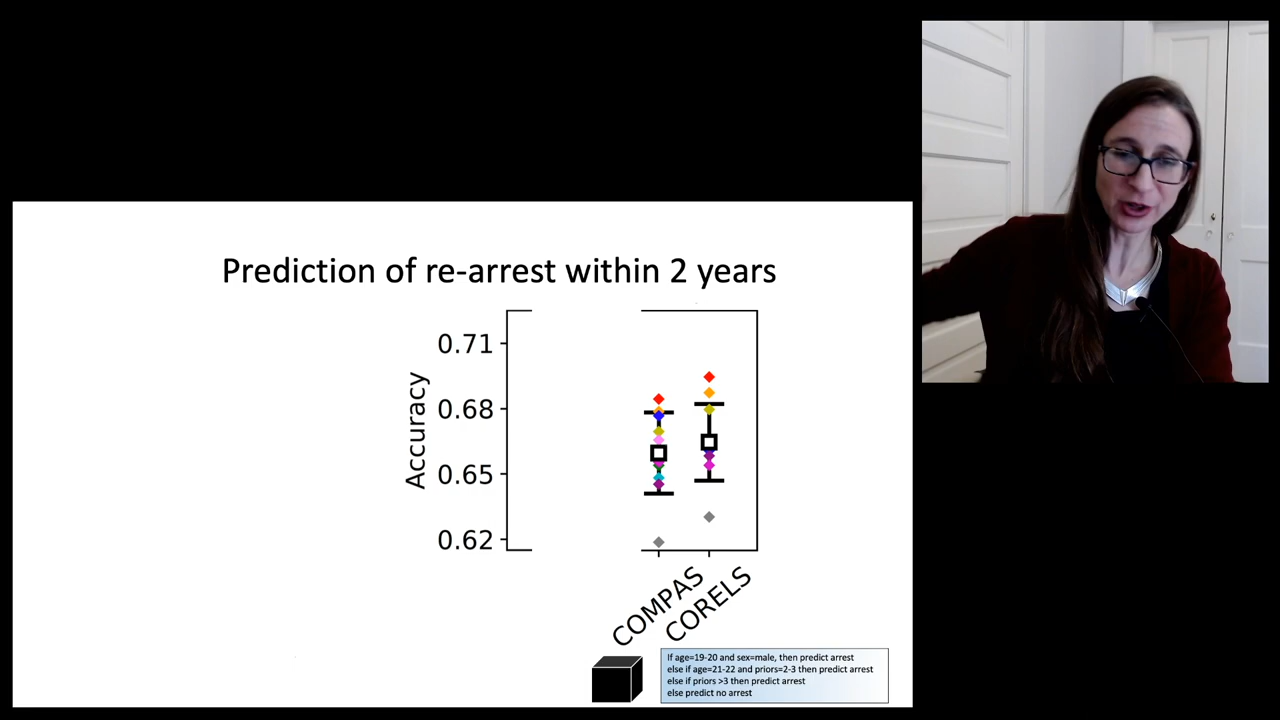 Prediction of re-arrest within 2 years
0.71
0.68
0.65
0.62
Accuracy
COMPAS
CORELS
If age=19-20 and sex=male, then predict arrest
else if age=21-22 and priors=2-3 then predict arrest
else if priors >3 then predict arrest
else predict no arrest